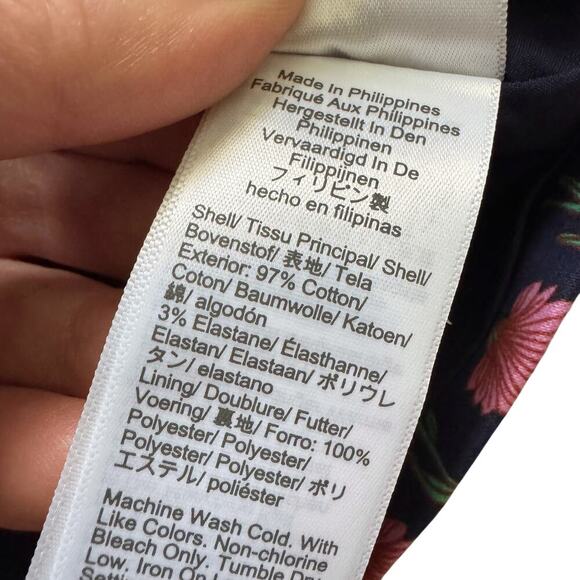 Made In Philippines
Fabriqué Aux Philippines
Hergestellt In Den
Philippinen
Vervaardigd In De
Filippijnen
フィリピン製
hecho en filipinas
Shell/ Tissu Principal/ Shell/
Bovenstof/ 表地/ Tela
Exterior: 97% Cotton/
Coton/ Baumwolle/ Katoen/
綿/ algodón
3% Elastane/ Élasthanne/
Elastan/ Elastaan/ ポリウレ
タン/ elastano
Lining/ Doublure/ Futter/
Voering/ 裏地/ Forro: 100%
Polyester/ Polyester/
Polyester/ Polyester/ ポリ
エステル/ poliéster
Machine Wash Cold. With
Like Colors. Non-chlorine
Bleach Only. Tumble Dry
Low. Iron On